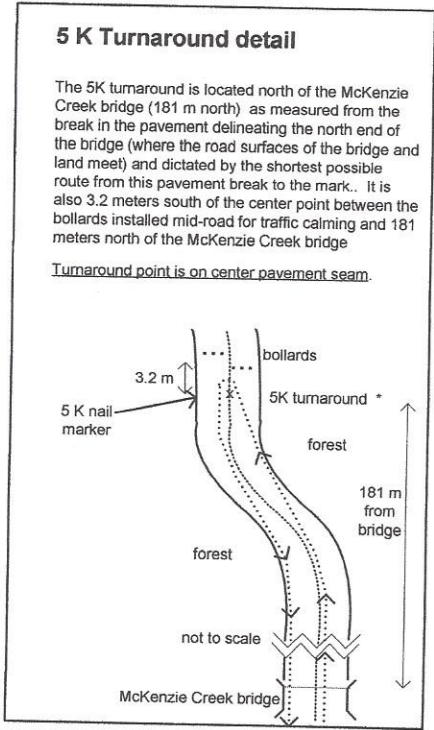 5 K Turnaround detail
The 5K turnaround is located north of the McKenzie
Creek bridge (181 m north) as measured from the
break in the pavement delineating the north end of
the bridge (where the road surfaces of the bridge and
land meet) and dictated by the shortest possible
route from this pavement break to the mark.. It is
also 3.2 meters south of the center point between the
bollards installed mid-road for traffic calming and 181
meters north of the McKenzie Creek bridge
Turnaround point is on center pavement seam.
bollards
3.2 m
5K turnaround *
5 K nail
marker
x
forest
181 m
from
bridge
forest
not to scale
McKenzie Creek bridge